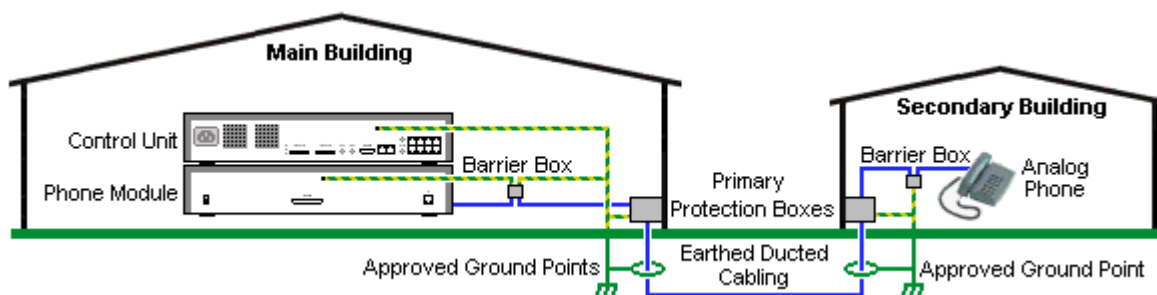 Main Building
Secondary Building
Control Unit
Barrier Box
Phone Module
Primary
Protection Boxes
Barrier Box
Analog
Phone
Approved Ground Points
Earthed Ducted
Cabling
Approved Ground Point